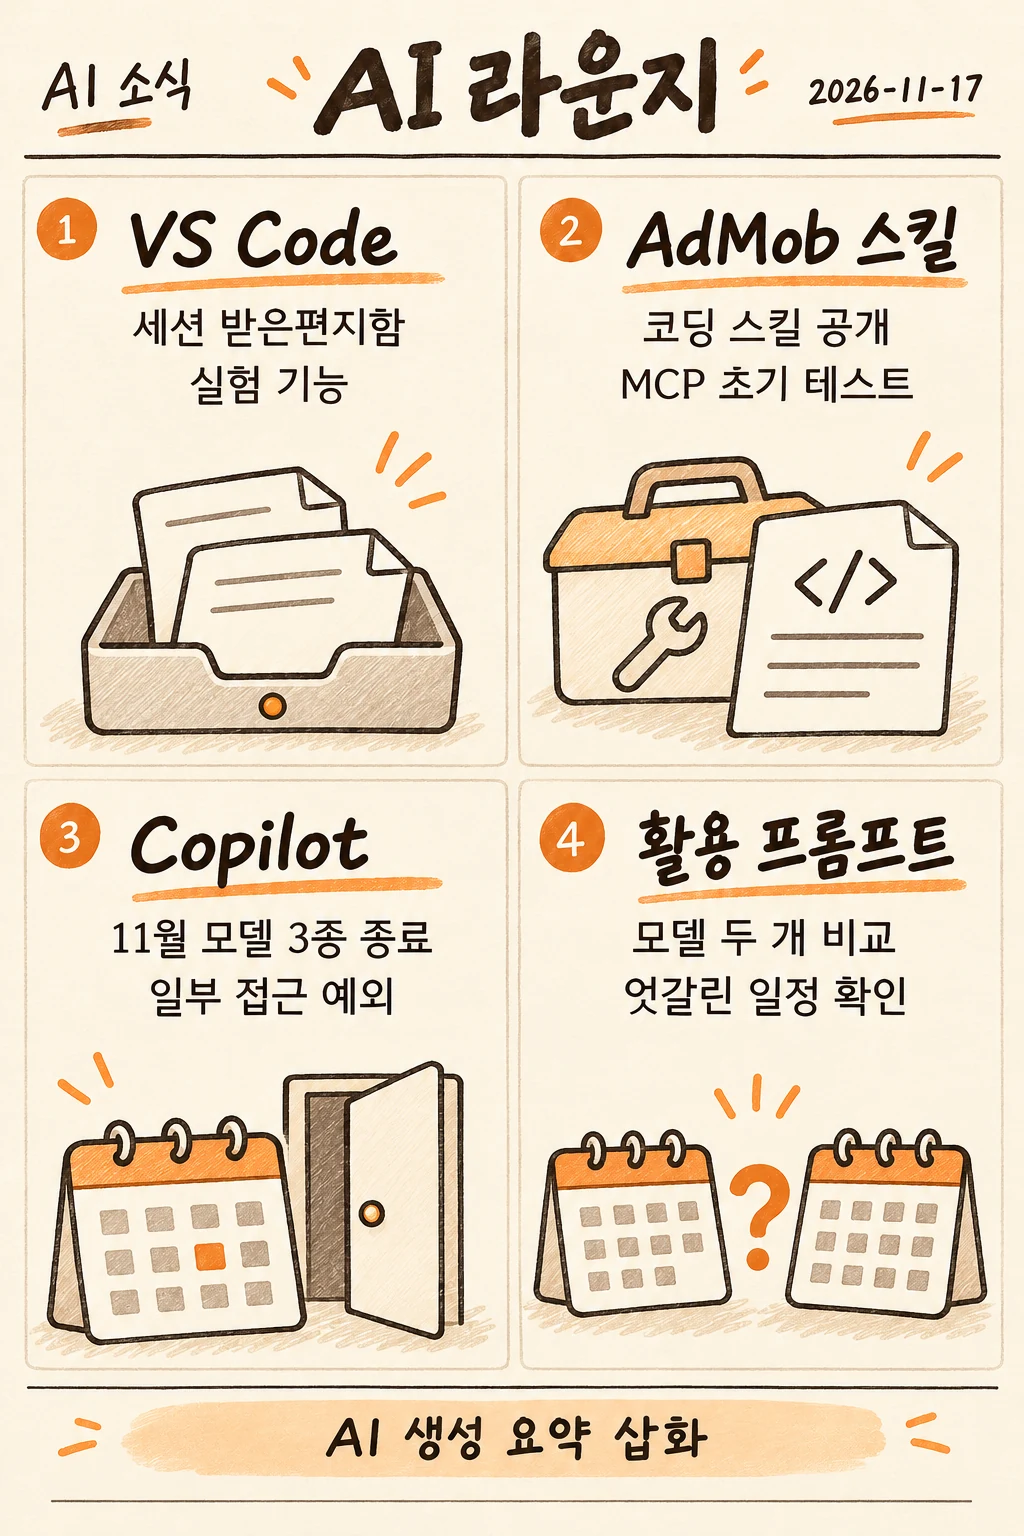 AI 소식
AI 라운지
2026-11-17
1
VS Code
세션 받은편지함
실험 기능
2
AdMob 스킬
코딩 스킬 공개
MCP 초기 테스트
</>
3
Copilot
11월 모델 3종 종료
일부 접근 예외
4
활용 프롬프트
모델 두 개 비교
엇갈린 일정 확인
?
AI 생성 요약 삽화